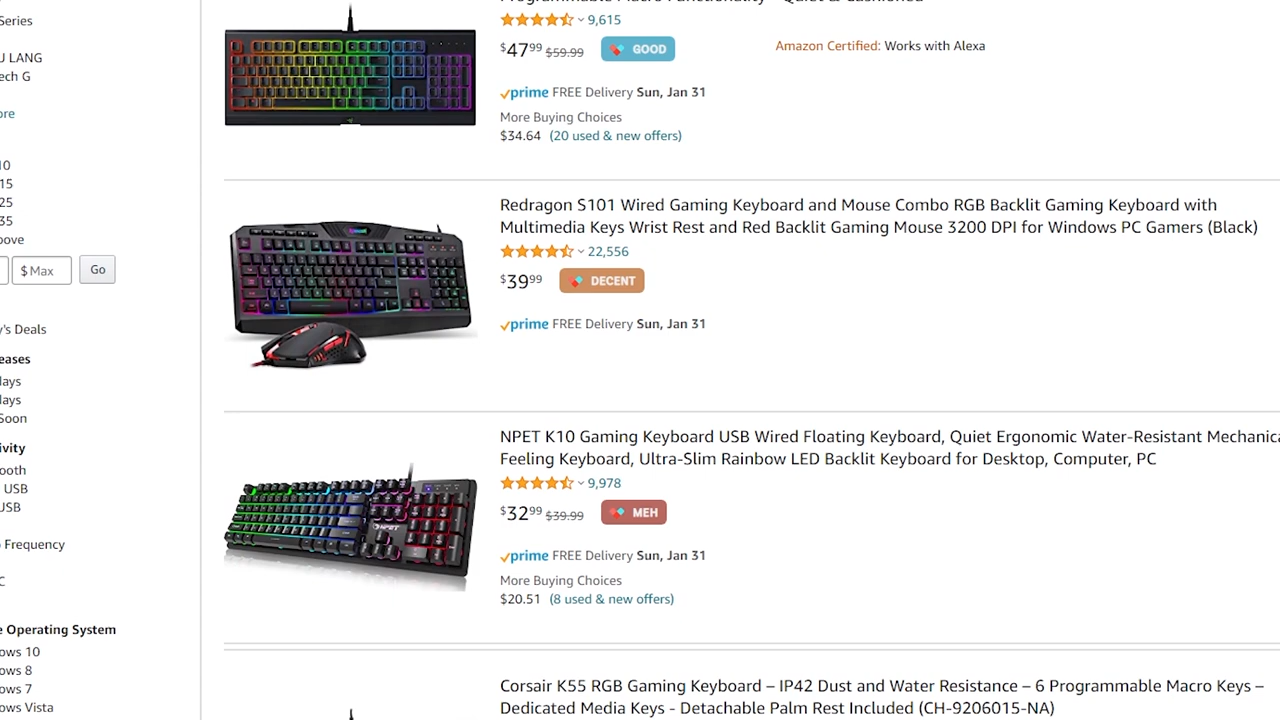 Programmable Macro Functionality - Quiet & Cushioned
9,615
$47.99 $59.99 GOOD
Amazon Certified: Works with Alexa
prime FREE Delivery Sun, Jan 31
More Buying Choices
$34.64 (20 used & new offers)
Redragon S101 Wired Gaming Keyboard and Mouse Combo RGB Backlit Gaming Keyboard with
Multimedia Keys Wrist Rest and Red Backlit Gaming Mouse 3200 DPI for Windows PC Gamers (Black)
22,556
$39.99 DECENT
prime FREE Delivery Sun, Jan 31
NPET K10 Gaming Keyboard USB Wired Floating Keyboard, Quiet Ergonomic Water-Resistant Mechanica
Feeling Keyboard, Ultra-Slim Rainbow LED Backlit Keyboard for Desktop, Computer, PC
9,978
$32.99 $39.99 MEH
prime FREE Delivery Sun, Jan 31
More Buying Choices
$20.51 (8 used & new offers)
NPET
Corsair K55 RGB Gaming Keyboard – IP42 Dust and Water Resistance – 6 Programmable Macro Keys –
Dedicated Media Keys - Detachable Palm Rest Included (CH-9206015-NA)
Series
U LANG
ech G
ore
10
15
25
35
bove
$ Max Go
y's Deals
eases
days
days
Soon
ivity
ooth
USB
USB
o Frequency
C
e Operating System
ows 10
ows 8
ows 7
ows Vista